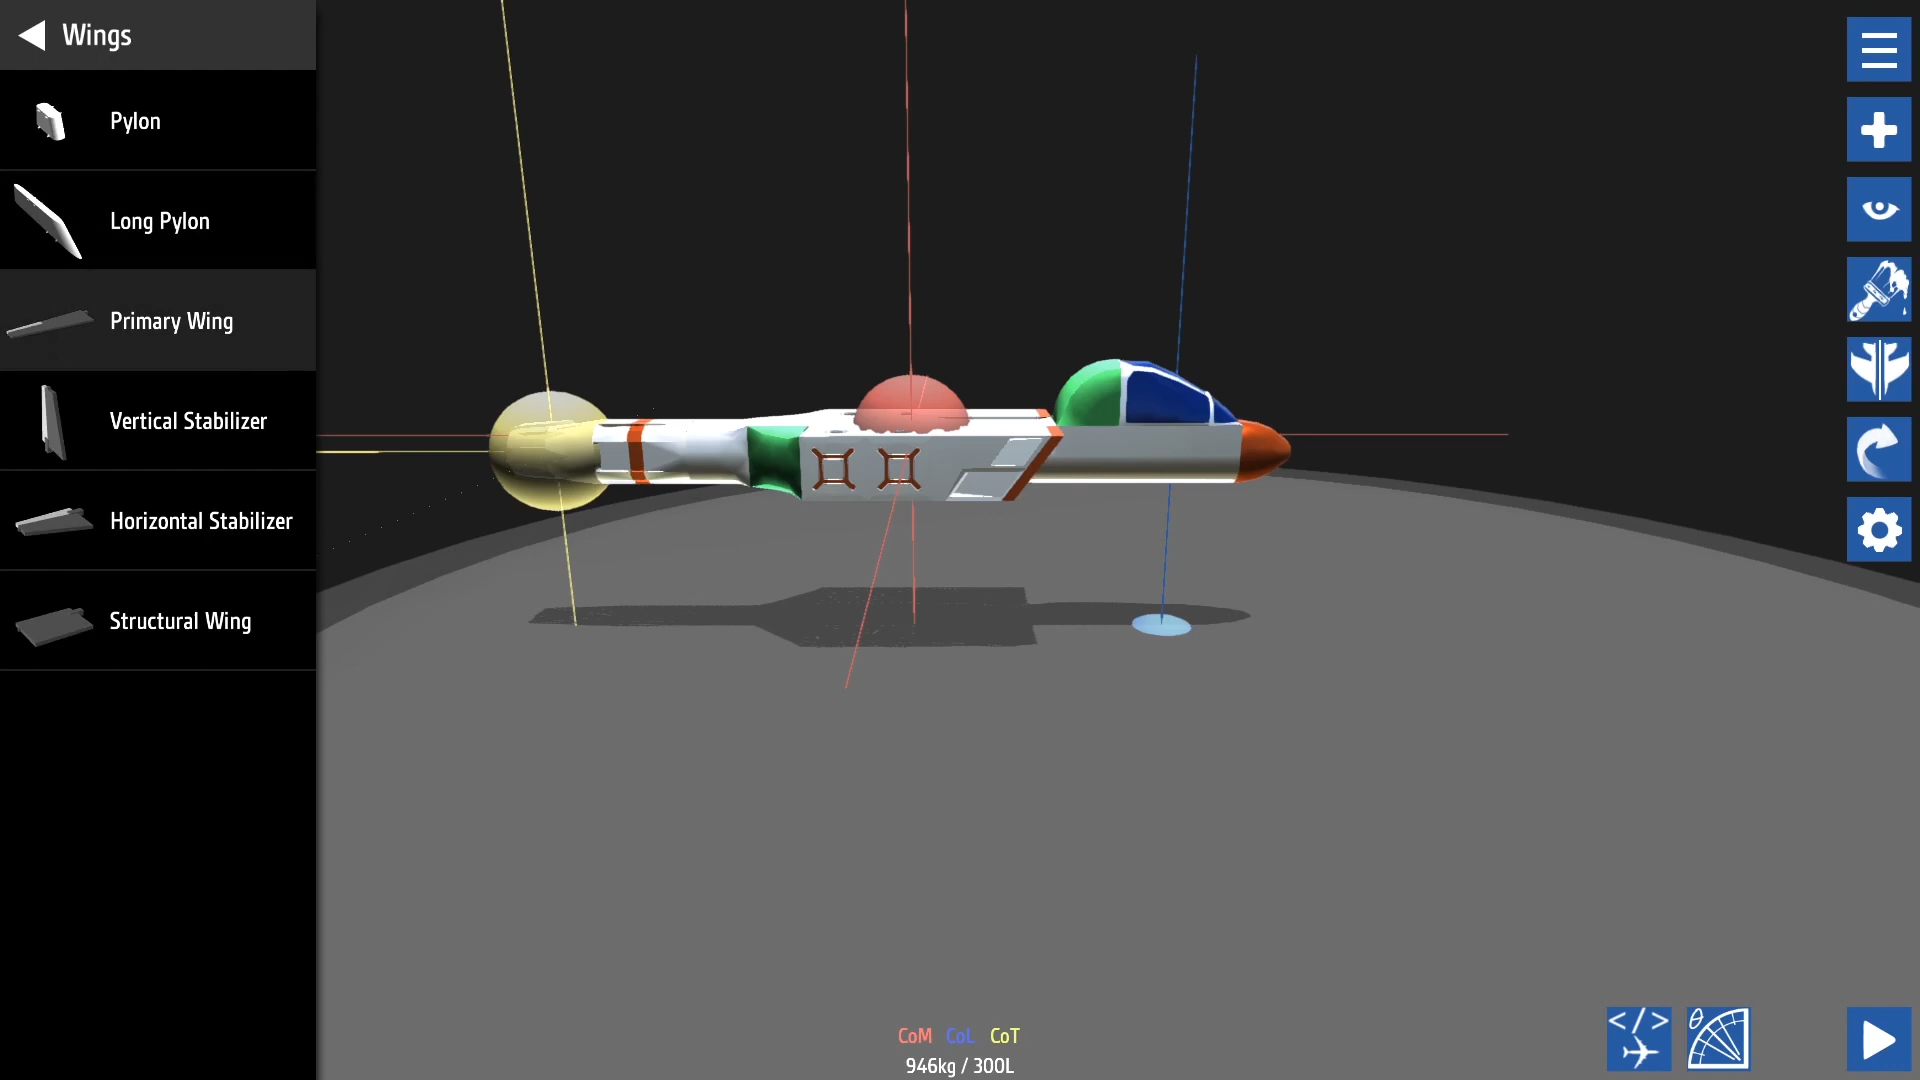 Wings
Pylon
Long Pylon
Primary Wing
Vertical Stabilizer
Horizontal Stabilizer
Structural Wing
CoM CoL CoT
946kg / 300L
</>
θ